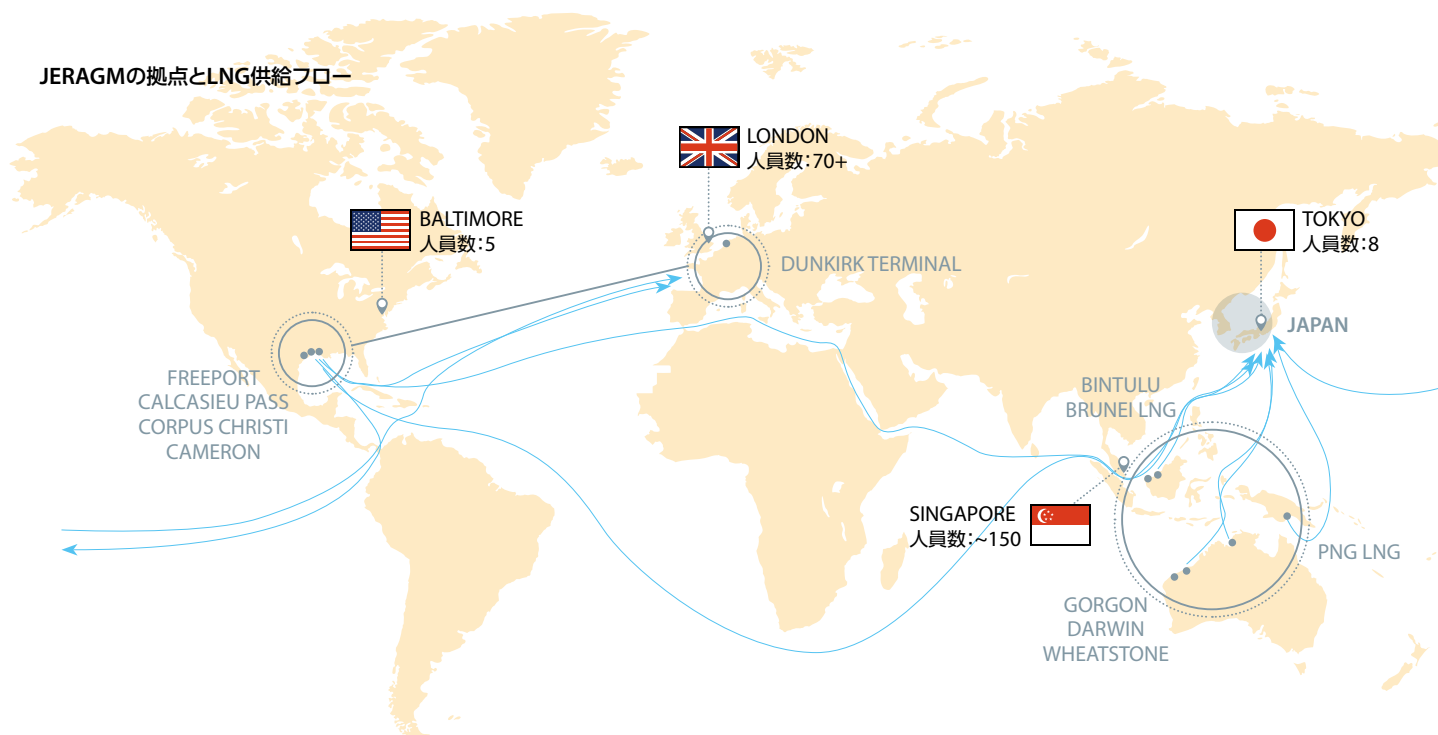 JERAGMの拠点とLNG供給フロー
LONDON
人員数：70+
BALTIMORE
人員数：5
TOKYO
人員数：8
DUNKIRK TERMINAL
JAPAN
FREEPORT
CALCASIEU PASS
CORPUS CHRISTI
CAMERON
BINTULU
BRUNEI LNG
SINGAPORE
人員数：~150
PNG LNG
GORGON
DARWIN
WHEATSTONE